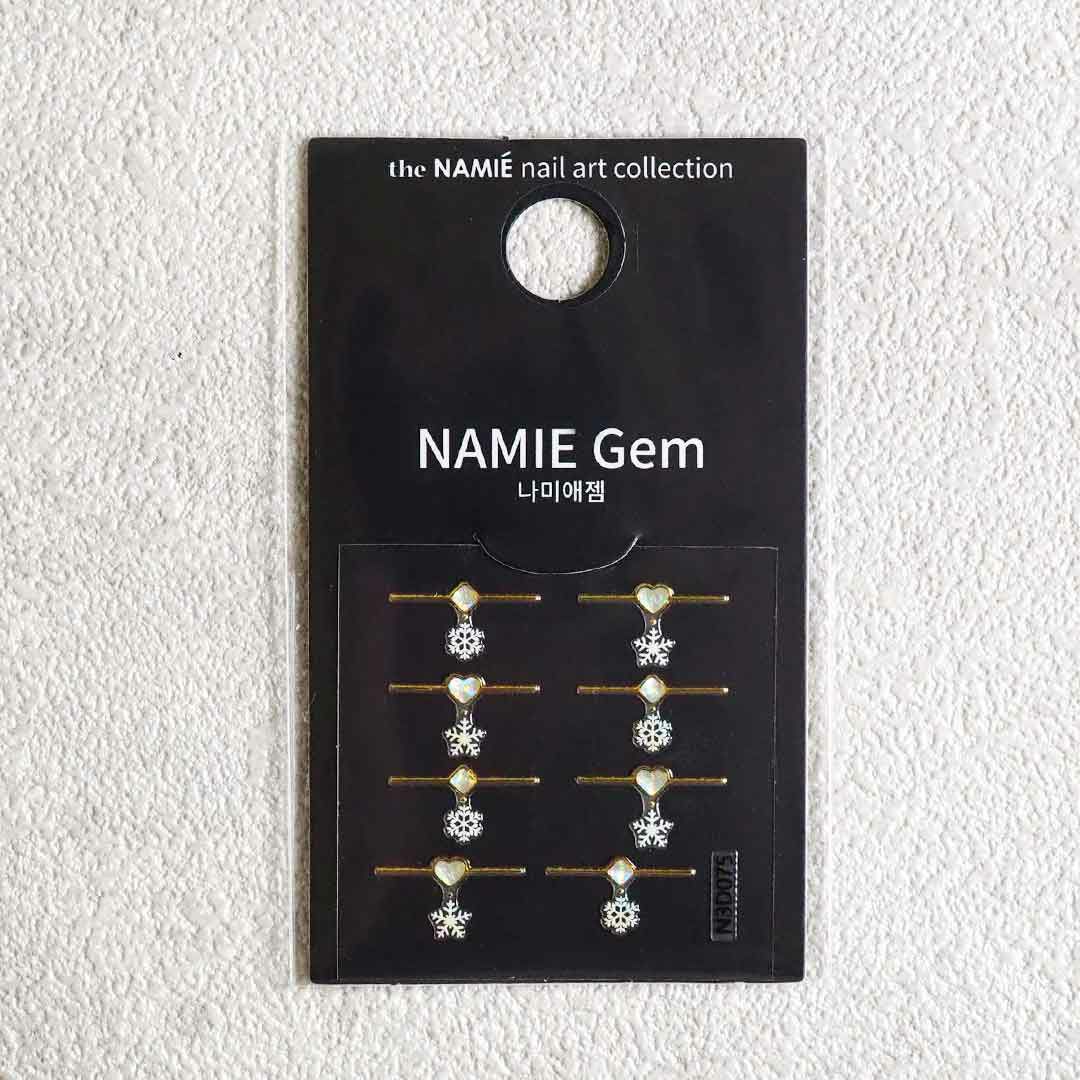 the NAMIÉ nail art collection
NAMIE Gem
나미애젬
N3D075